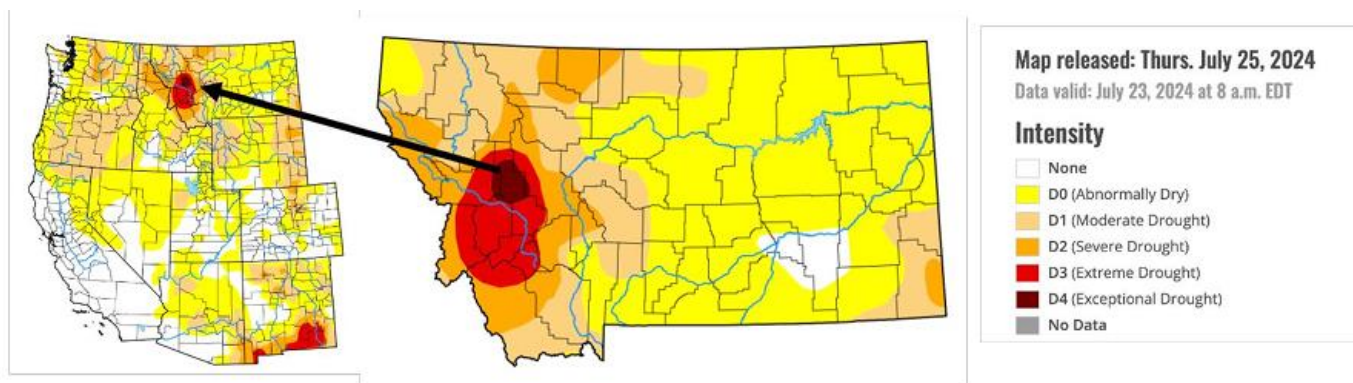 Map released: Thurs. July 25, 2024
Data valid: July 23, 2024 at 8 a.m. EDT
Intensity
None
D0 (Abnormally Dry)
D1 (Moderate Drought)
D2 (Severe Drought)
D3 (Extreme Drought)
D4 (Exceptional Drought)
No Data